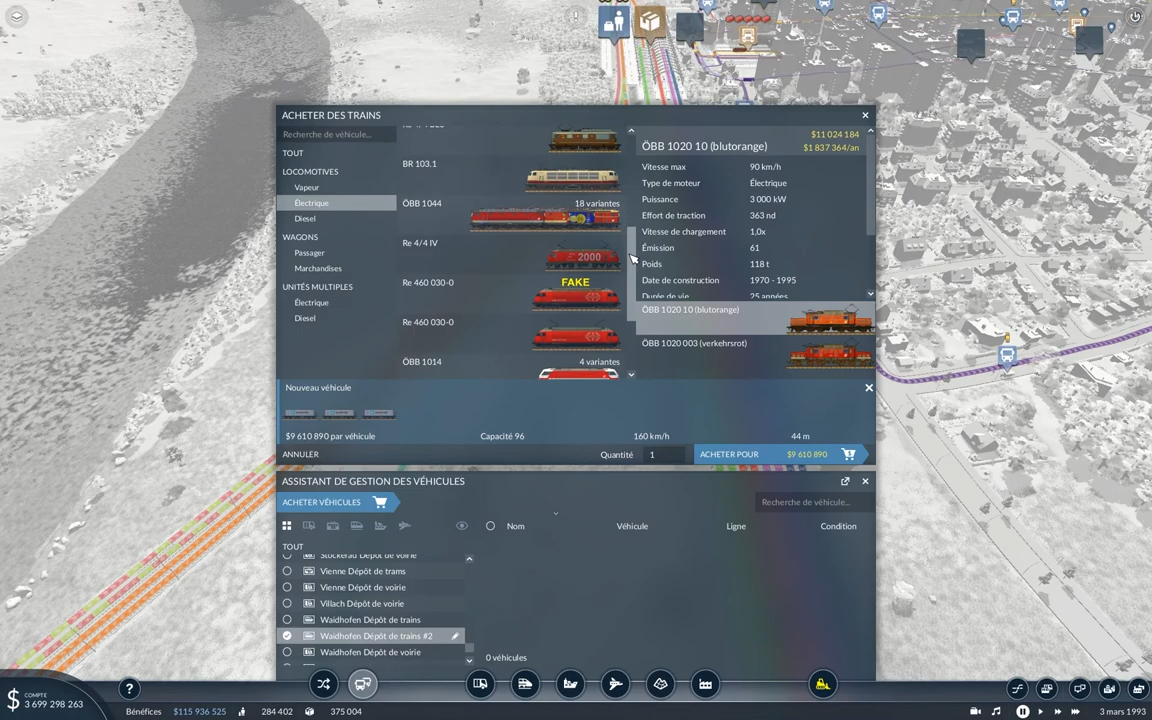 ACHETER DES TRAINS
Recherche de véhicule...
TOUT
LOCOMOTIVES
Vapeur
Électrique
Diesel
WAGONS
Passager
Marchandises
UNITÉS MULTIPLES
Électrique
Diesel
BR 103.1
ÖBB 1044
18 variantes
Re 4/4 IV
2000
Re 460 030-0
FAKE
Re 460 030-0
ÖBB 1014
4 variantes
$11 024 184
ÖBB 1020 10 (blutorange)
$1 837 364/an
Vitesse max 90 km/h
Type de moteur Électrique
Puissance 3 000 kW
Effort de traction 363 nd
Vitesse de chargement 1,0x
Émission 61
Poids 118 t
Date de construction 1970 - 1995
Durée de vie 25 années
ÖBB 1020 10 (blutorange)
ÖBB 1020 003 (verkehrsrot)
Nouveau véhicule
$9 610 890 par véhicule Capacité 96 160 km/h 44 m
ANNULER Quantité 1 ACHETER POUR $9 610 890
ASSISTANT DE GESTION DES VÉHICULES
ACHETER VÉHICULES
Recherche de véhicule...
Nom Véhicule Ligne Condition
TOUT
Stockerau Dépôt de voirie
Vienne Dépôt de trams
Vienne Dépôt de voirie
Villach Dépôt de voirie
Waidhofen Dépôt de trains
Waidhofen Dépôt de trains #2
Waidhofen Dépôt de voirie
0 véhicules
$ COMPTE
3 699 298 263
?
Bénéfices $115 936 525 284 402 375 004
3 mars 1993